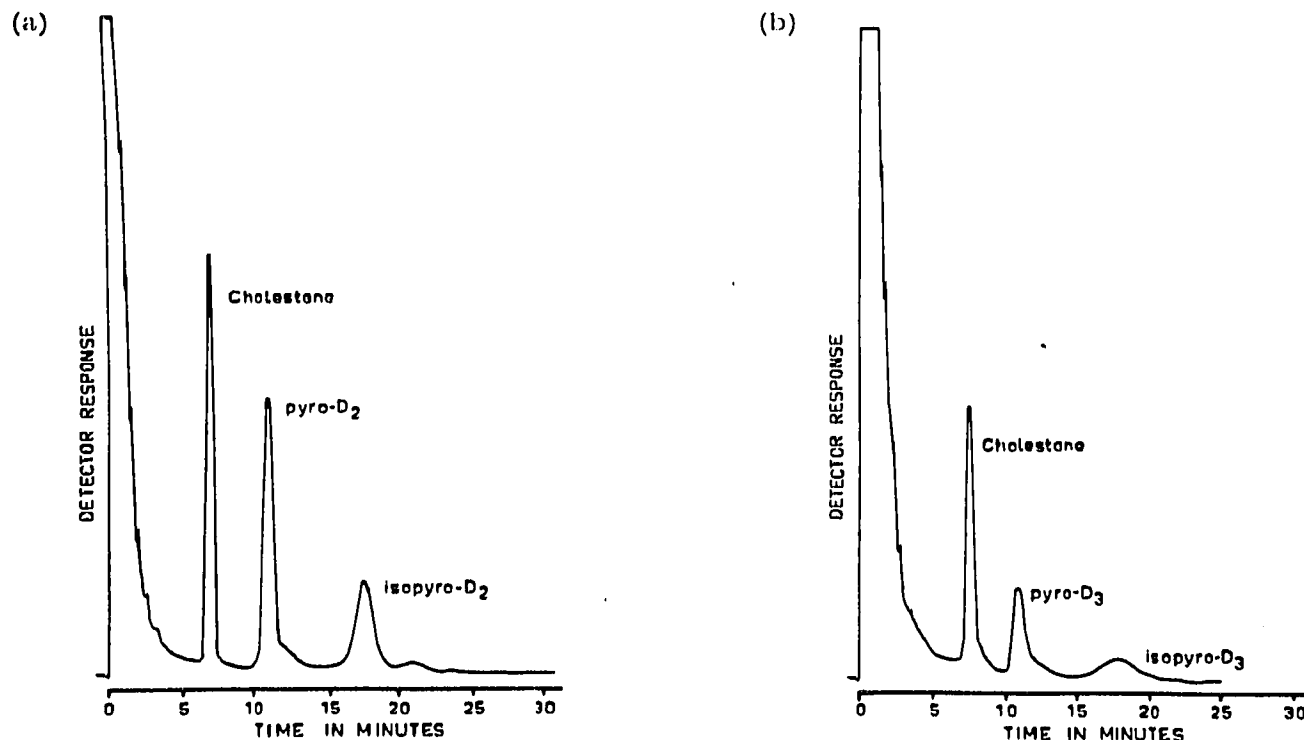 (a)
DETECTOR RESPONSE
Cholestane
pyro-D2
isopyro-D2
0 5 10 15 20 25 30
TIME IN MINUTES
(b)
DETECTOR RESPONSE
Cholestane
pyro-D3
isopyro-D3
0 5 10 15 20 25 30
TIME IN MINUTES